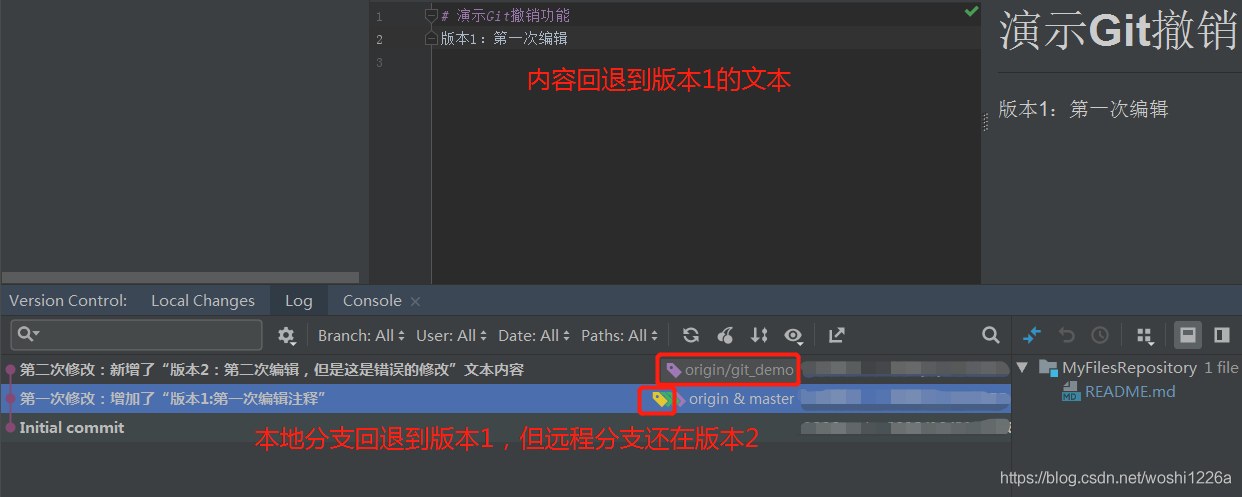 1 # 演示Git撤销功能
2 版本1：第一次编辑
3
内容回退到版本1的文本
演示Git撤销
版本1：第一次编辑
Version Control: Local Changes Log Console
Branch: All User: All Date: All Paths: All
第二次修改：新增了“版本2：第二次编辑，但是这是错误的修改”文本内容 origin/git_demo
第一次修改：增加了“版本1:第一次编辑注释” origin & master
Initial commit
本地分支回退到版本1，但远程分支还在版本2
MyFilesRepository 1 file
MD README.md
https://blog.csdn.net/woshi1226a